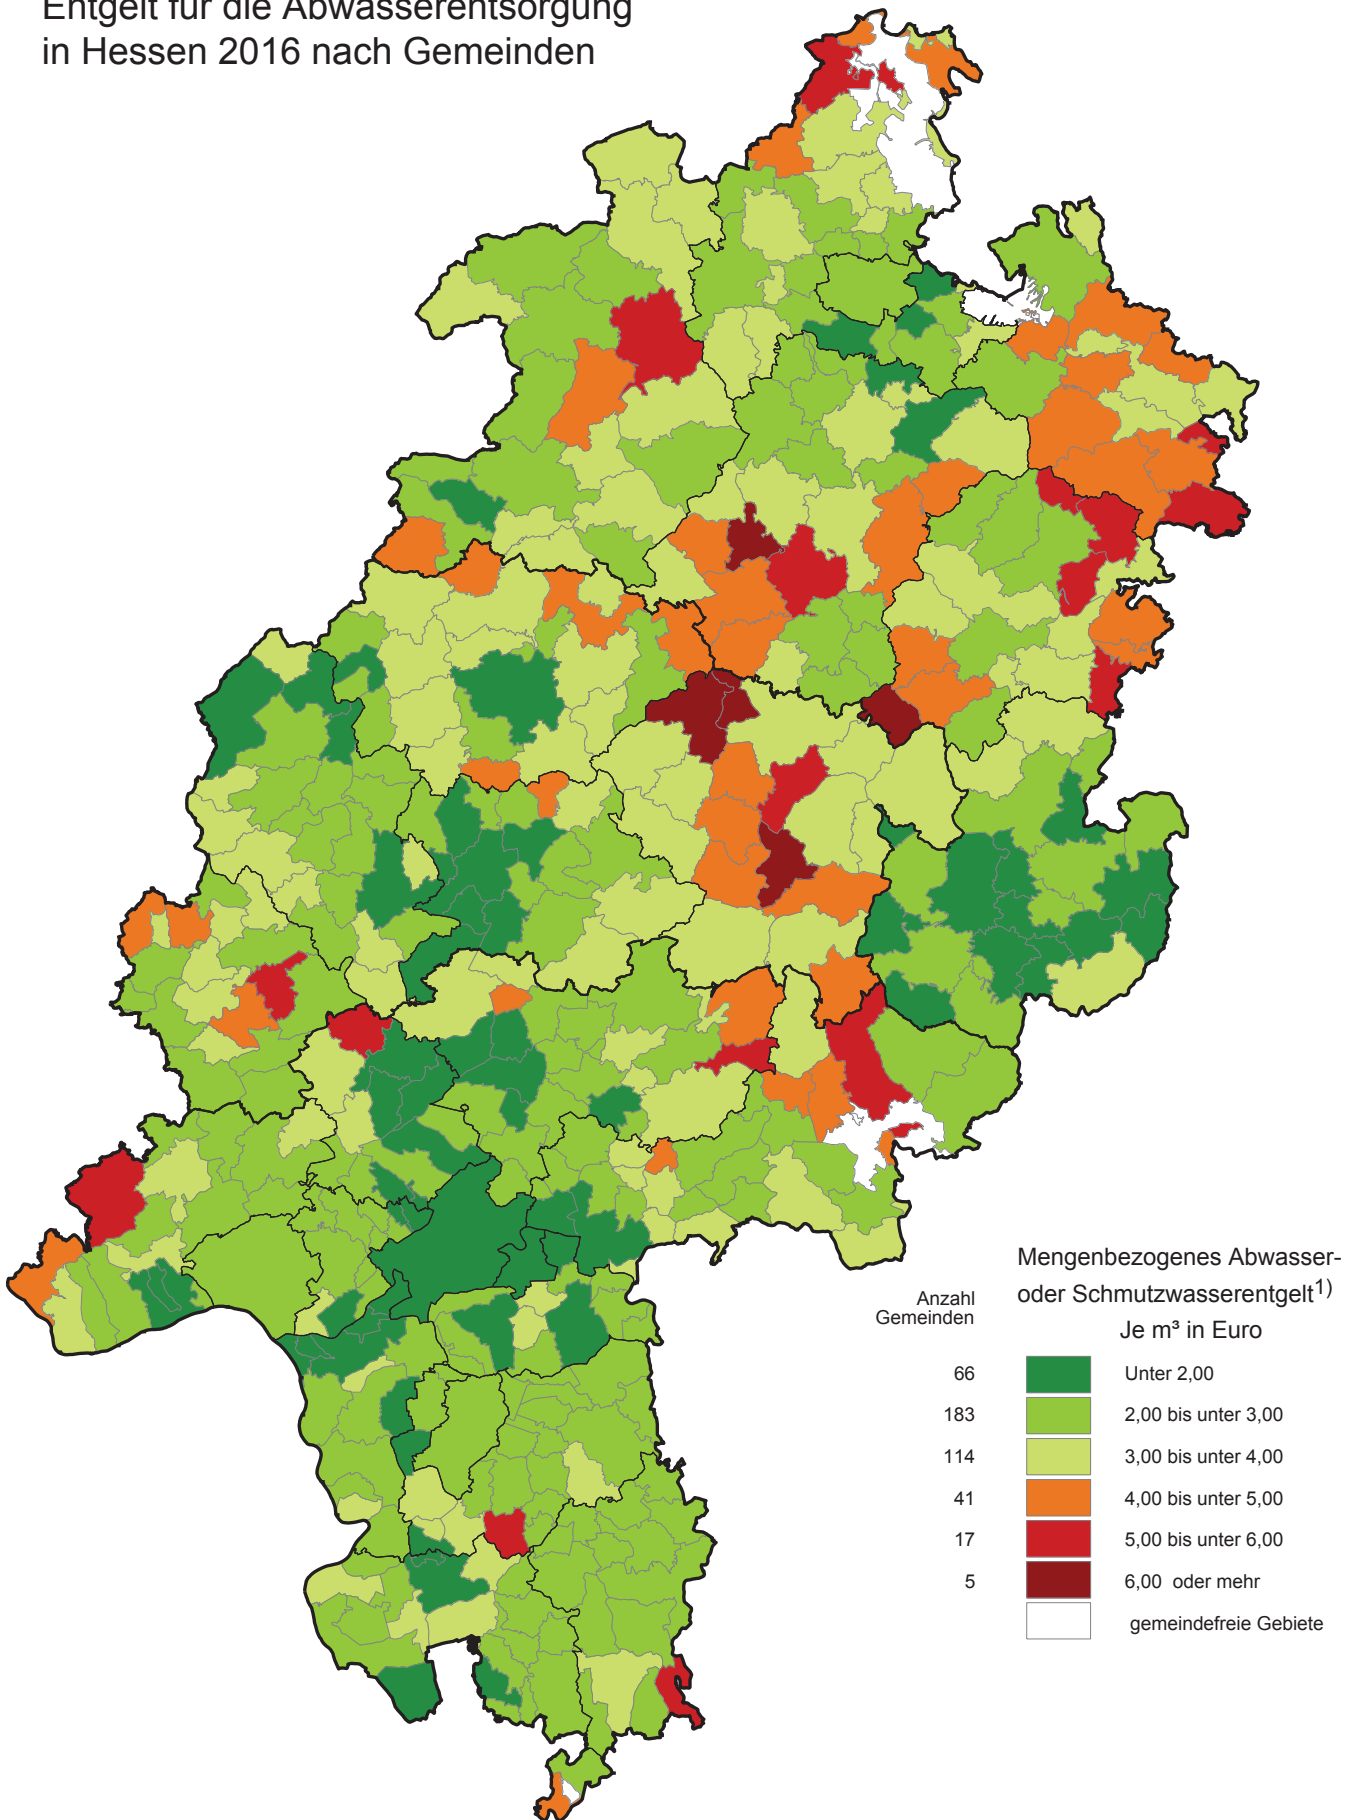 Entgelt für die Abwasserentsorgung
in Hessen 2016 nach Gemeinden
Mengenbezogenes Abwasser-
oder Schmutzwasserentgelt1)
Anzahl
Gemeinden
Je m³ in Euro
66 Unter 2,00
183 2,00 bis unter 3,00
114 3,00 bis unter 4,00
41 4,00 bis unter 5,00
17 5,00 bis unter 6,00
5 6,00 oder mehr
gemeindefreie Gebiete